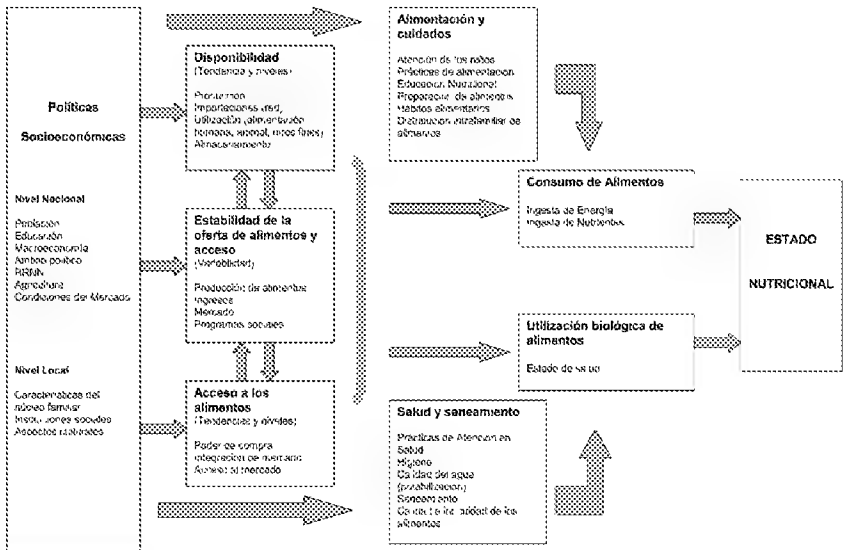 Políticas
Socioeconómicas
Nivel Nacional
Población
Educación
Macroeconomía
Ámbito político
RRNN
Agricultura
Condiciones del Mercado
Nivel Local
Características del
núcleo familiar
Instituciones sociales
Aspectos culturales
Disponibilidad
(Tendencia y niveles)
Producción
Importaciones
Utilización (alimentación
humana, animal, otros fines)
Almacenamiento
Estabilidad de la
oferta de alimentos y
acceso
(Variabilidad)
Producción de alimentos
Ingresos
Mercado
Programas sociales
Acceso a los
alimentos
(Tendencias y niveles)
Poder de compra
Integración de mercado
Acceso al mercado
Alimentación y
cuidados
Atención de los niños
Prácticas de alimentación
Educación Nutricional
Preparación de alimentos
Hábitos alimentarios
Distribución intrafamiliar de
alimentos
Consumo de Alimentos
Ingesta de Energía
Ingesta de Nutrientes
Utilización biológica de
alimentos
Estado de salud
Salud y saneamiento
Prácticas de Atención en
Salud
Higiene
Calidad del agua
(potabilización)
Saneamiento
Calidad e inocuidad de los
alimentos
ESTADO
NUTRICIONAL